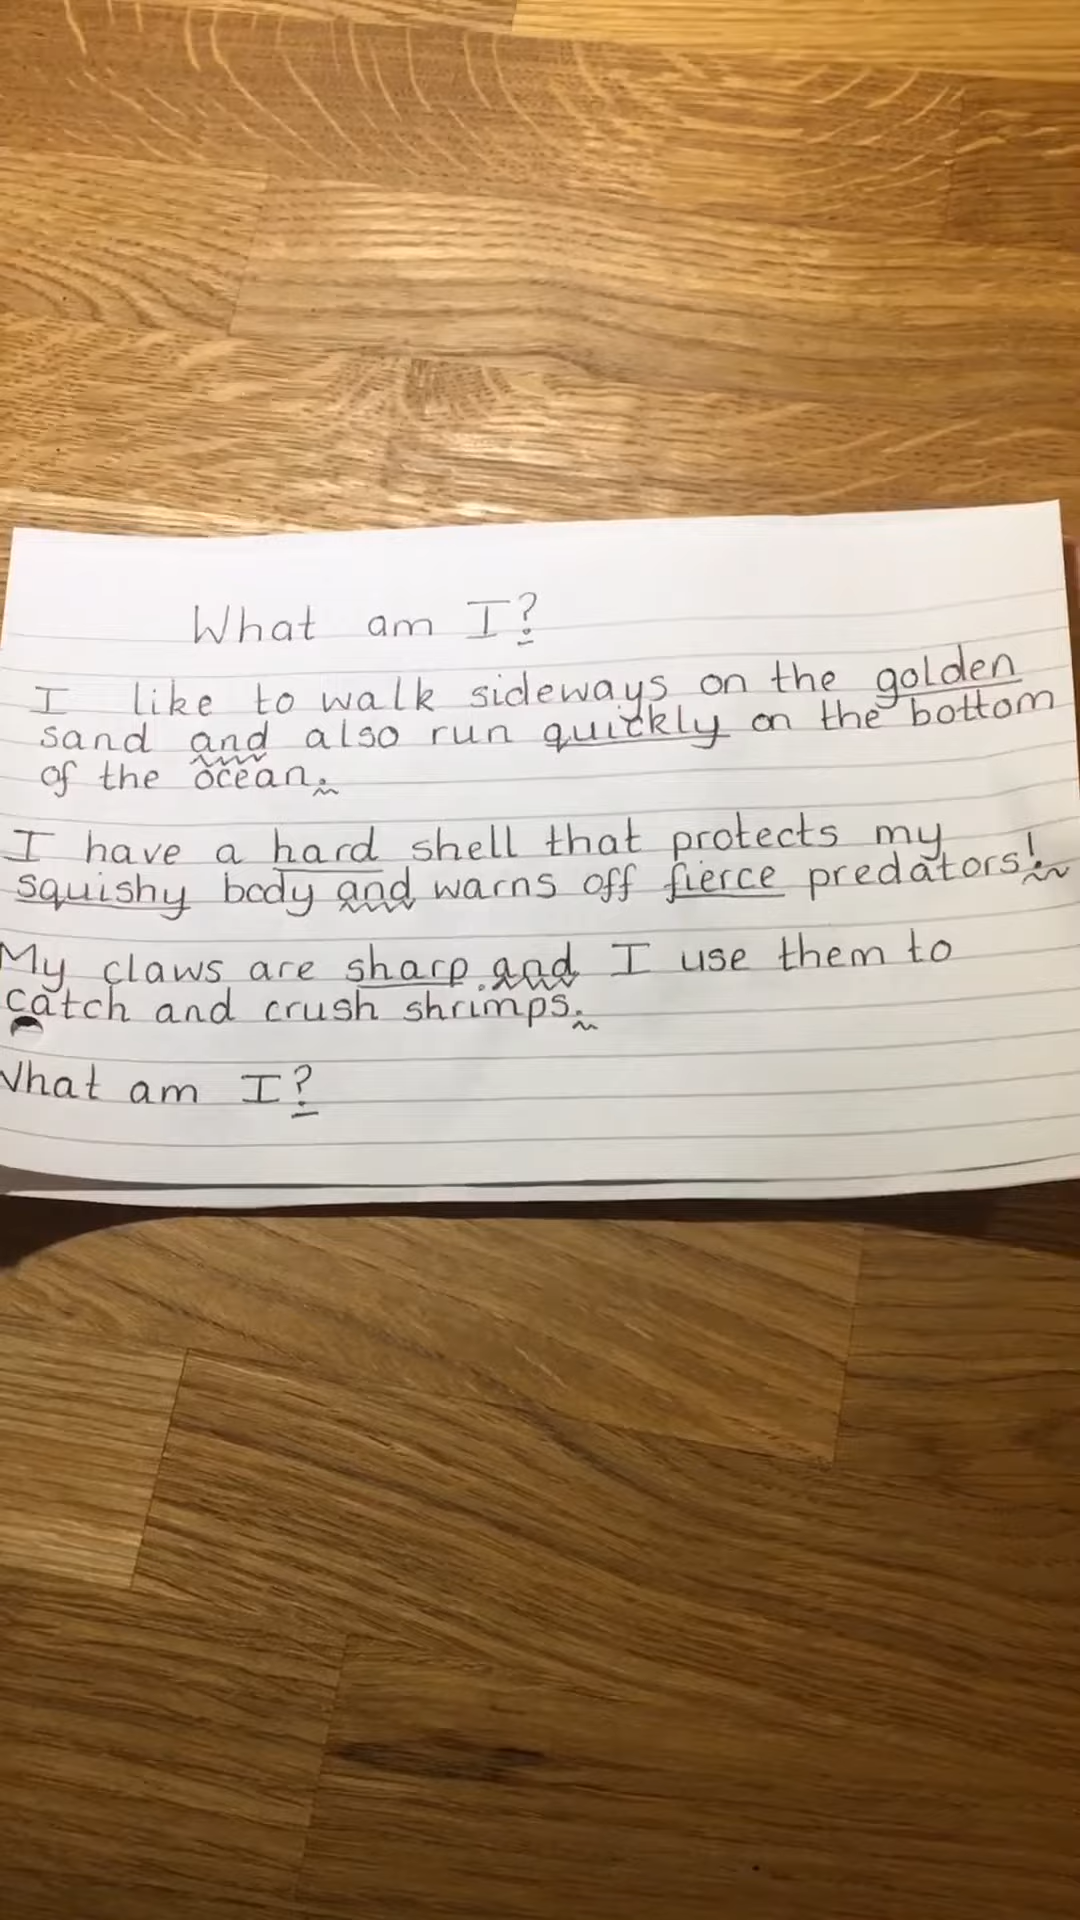 What am I?
I like to walk sideways on the golden
sand and also run quickly on the bottom
of the ocean.
I have a hard shell that protects my
squishy body and warns off fierce predators!
My claws are sharp and I use them to
catch and crush shrimps.
What am I?